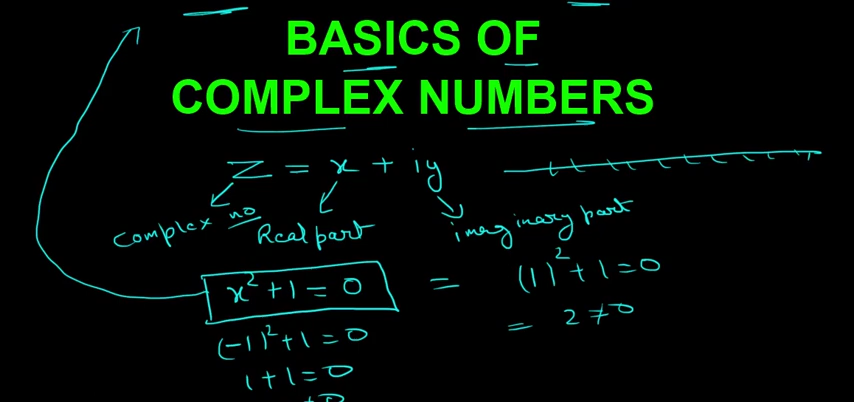 BASICS OF
COMPLEX NUMBERS
Z = x + iy
Complex no Real part imaginary part
x² + 1 = 0 = (1)² + 1 = 0
(-1)² + 1 = 0 = 2 ≠ 0
1 + 1 = 0